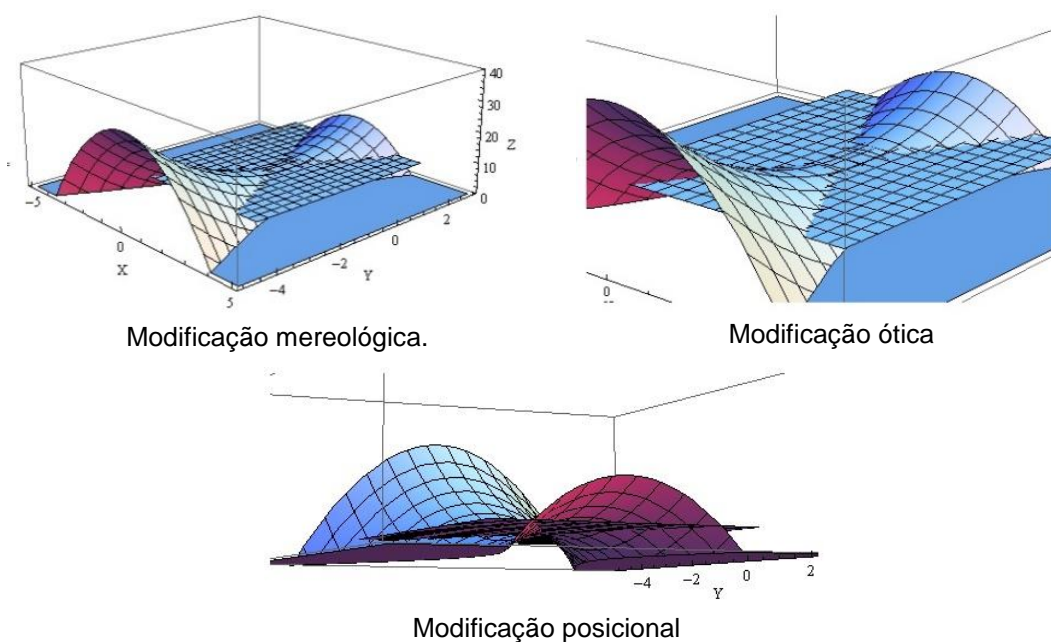 40
30
20
Z
10
0
−5
0
X
5
−4
−2
Y
0
2
Modificação mereológica.
0
Modificação ótica
−4
−2
Y
0
2
Modificação posicional